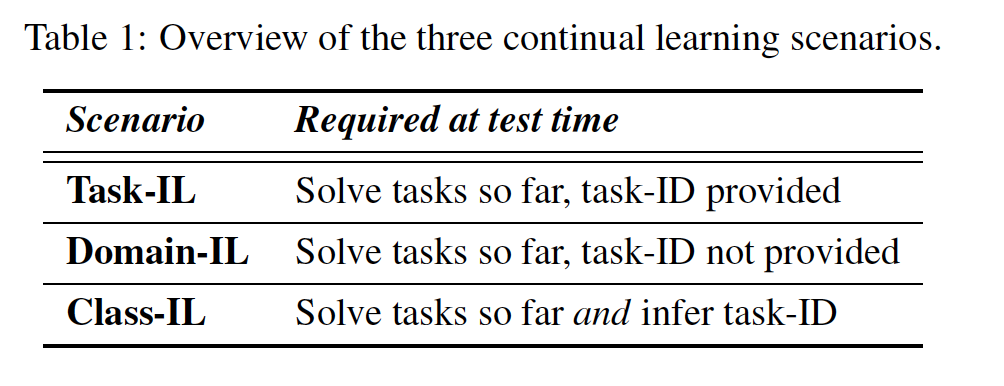 Table 1: Overview of the three continual learning scenarios.
Scenario Required at test time
Task-IL Solve tasks so far, task-ID provided
Domain-IL Solve tasks so far, task-ID not provided
Class-IL Solve tasks so far and infer task-ID